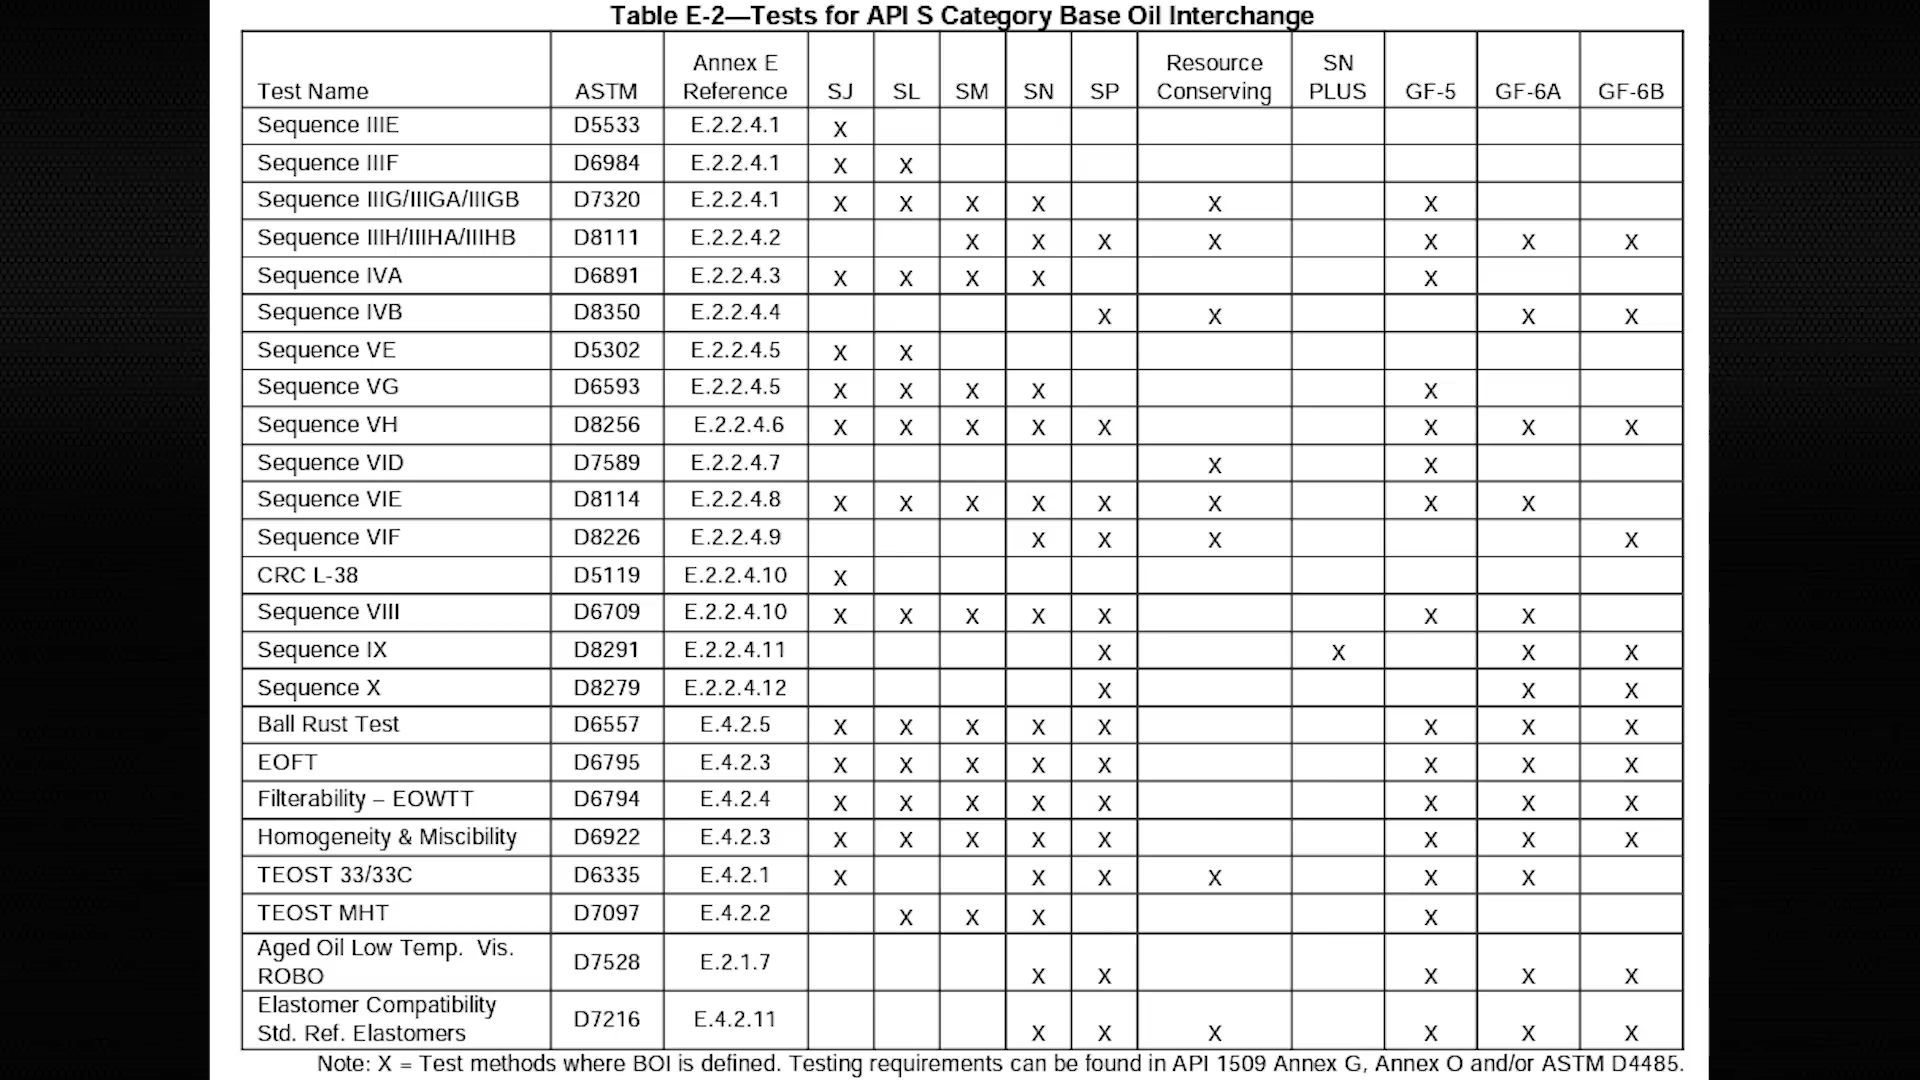 Table E-2—Tests for API S Category Base Oil Interchange
Annex E Resource SN
Test Name ASTM Reference SJ SL SM SN SP Conserving PLUS GF-5 GF-6A GF-6B
Sequence IIIE D5533 E.2.2.4.1 X
Sequence IIIF D6984 E.2.2.4.1 X X
Sequence IIIG/IIIGA/IIIGB D7320 E.2.2.4.1 X X X X X X
Sequence IIIH/IIIHA/IIIHB D8111 E.2.2.4.2 X X X X X X X
Sequence IVA D6891 E.2.2.4.3 X X X X X
Sequence IVB D8350 E.2.2.4.4 X X X X
Sequence VE D5302 E.2.2.4.5 X X
Sequence VG D6593 E.2.2.4.5 X X X X X
Sequence VH D8256 E.2.2.4.6 X X X X X X X X
Sequence VID D7589 E.2.2.4.7 X X
Sequence VIE D8114 E.2.2.4.8 X X X X X X X X
Sequence VIF D8226 E.2.2.4.9 X X X X
CRC L-38 D5119 E.2.2.4.10 X
Sequence VIII D6709 E.2.2.4.10 X X X X X X X
Sequence IX D8291 E.2.2.4.11 X X X X
Sequence X D8279 E.2.2.4.12 X X X
Ball Rust Test D6557 E.4.2.5 X X X X X X X X
EOFT D6795 E.4.2.3 X X X X X X X X
Filterability – EOWTT D6794 E.4.2.4 X X X X X X X X
Homogeneity & Miscibility D6922 E.4.2.3 X X X X X X X X
TEOST 33/33C D6335 E.4.2.1 X X X X X X
TEOST MHT D7097 E.4.2.2 X X X X
Aged Oil Low Temp. Vis.
ROBO D7528 E.2.1.7 X X X X X
Elastomer Compatibility
Std. Ref. Elastomers D7216 E.4.2.11 X X X X X X
Note: X = Test methods where BOI is defined. Testing requirements can be found in API 1509 Annex G, Annex O and/or ASTM D4485.